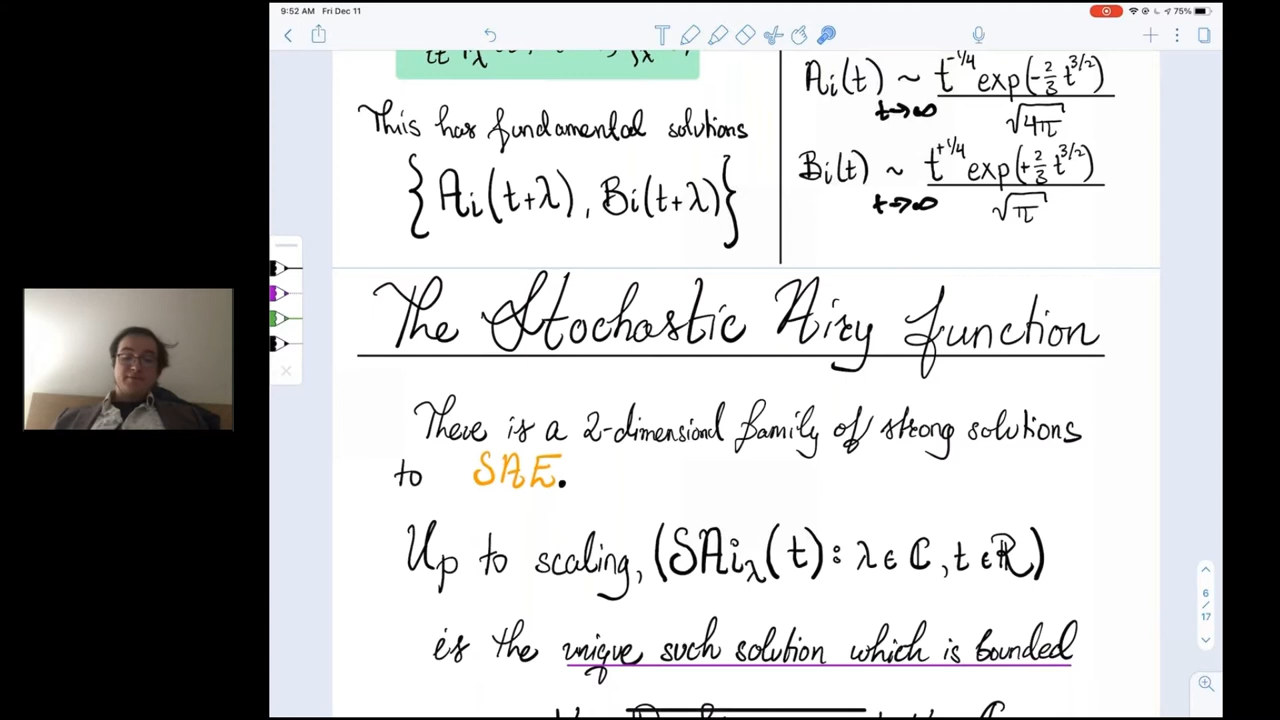 9:52 AM Fri Dec 11
75%
This has fundamental solutions
{Ai(t+λ), Bi(t+λ)}
Ai(t) ~ t^{-1/4} exp(-2/3 t^{3/2}) / √4π
t→∞
Bi(t) ~ t^{+1/4} exp(+2/3 t^{3/2}) / √π
t→∞
The Stochastic Airy function
There is a 2-dimensional family of strong solutions
to SAE.
Up to scaling, (SAi_λ(t): λ ∈ ℂ, t ∈ ℝ)
is the unique such solution which is bounded
6
/
17